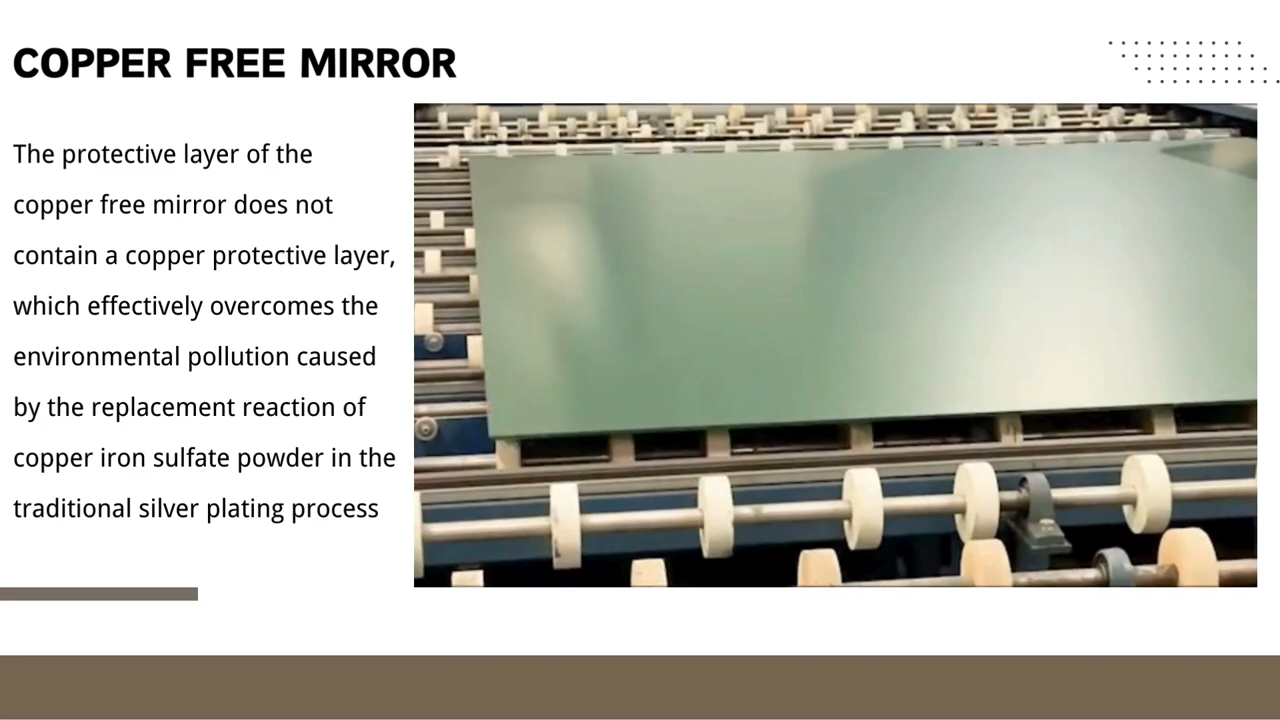 COPPER FREE MIRROR
The protective layer of the
copper free mirror does not
contain a copper protective layer,
which effectively overcomes the
environmental pollution caused
by the replacement reaction of
copper iron sulfate powder in the
traditional silver plating process